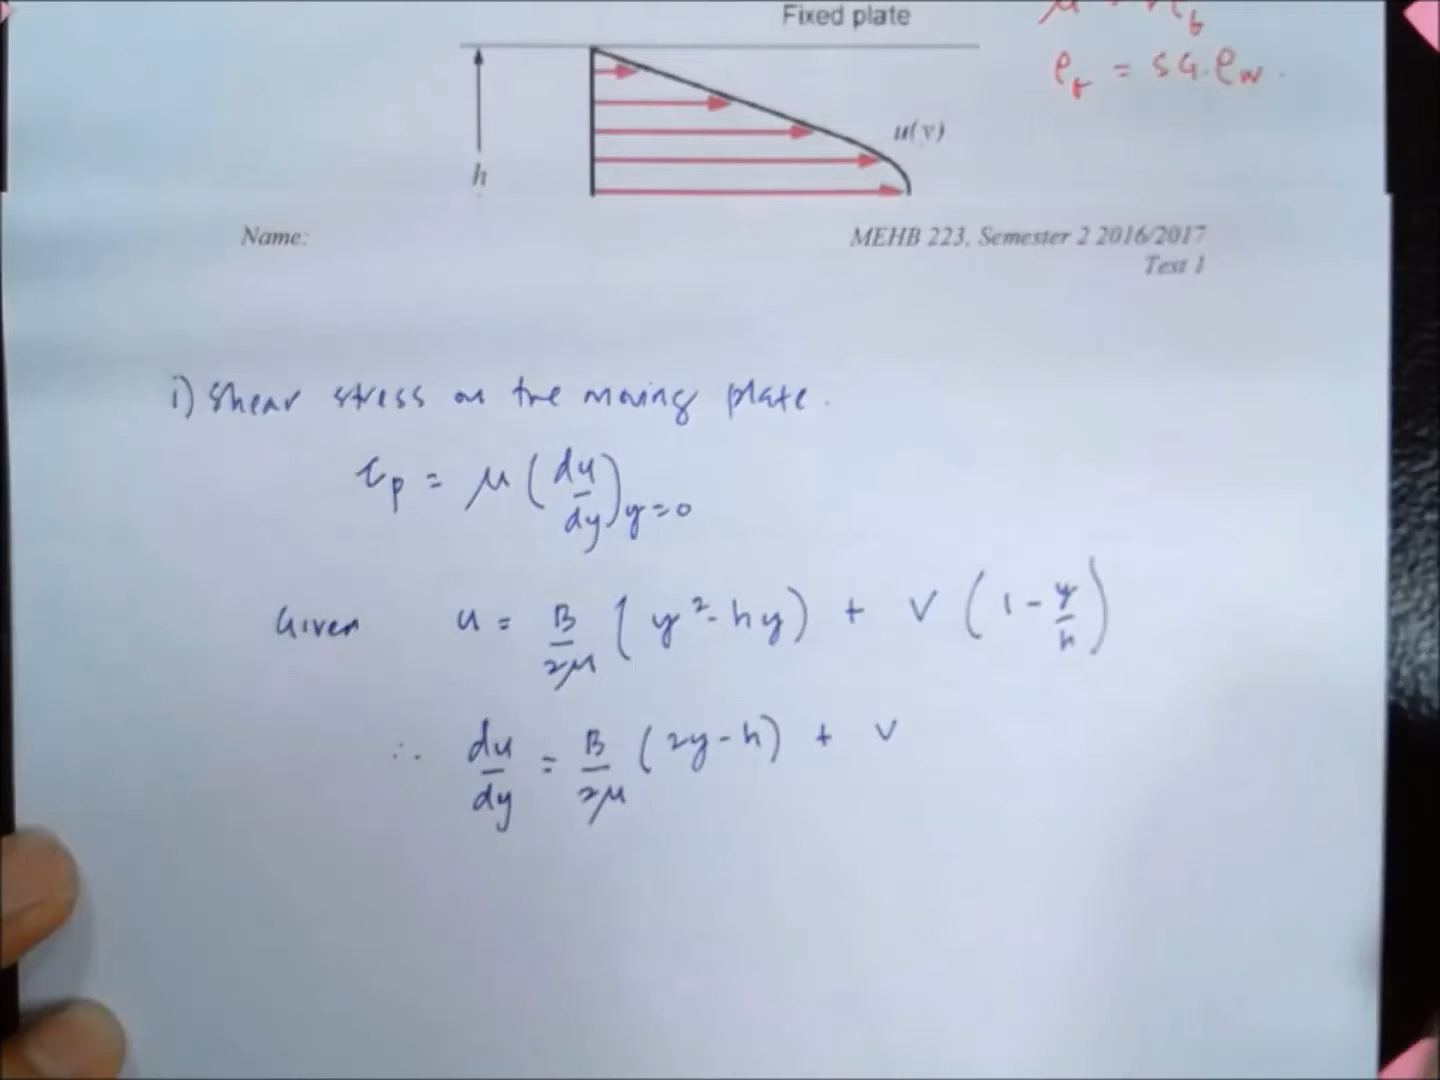 Fixed plate
ρf = SG.ρw.
u(y)
h
Name:
MEHB 223, Semester 2 2016/2017
Test 1
i) Shear stress on the moving plate.
τp = μ (du/dy)y=0
Given u = B/2μ (y² - hy) + V (1 - y/h)
∴ du/dy = B/2μ (2y - h) + V